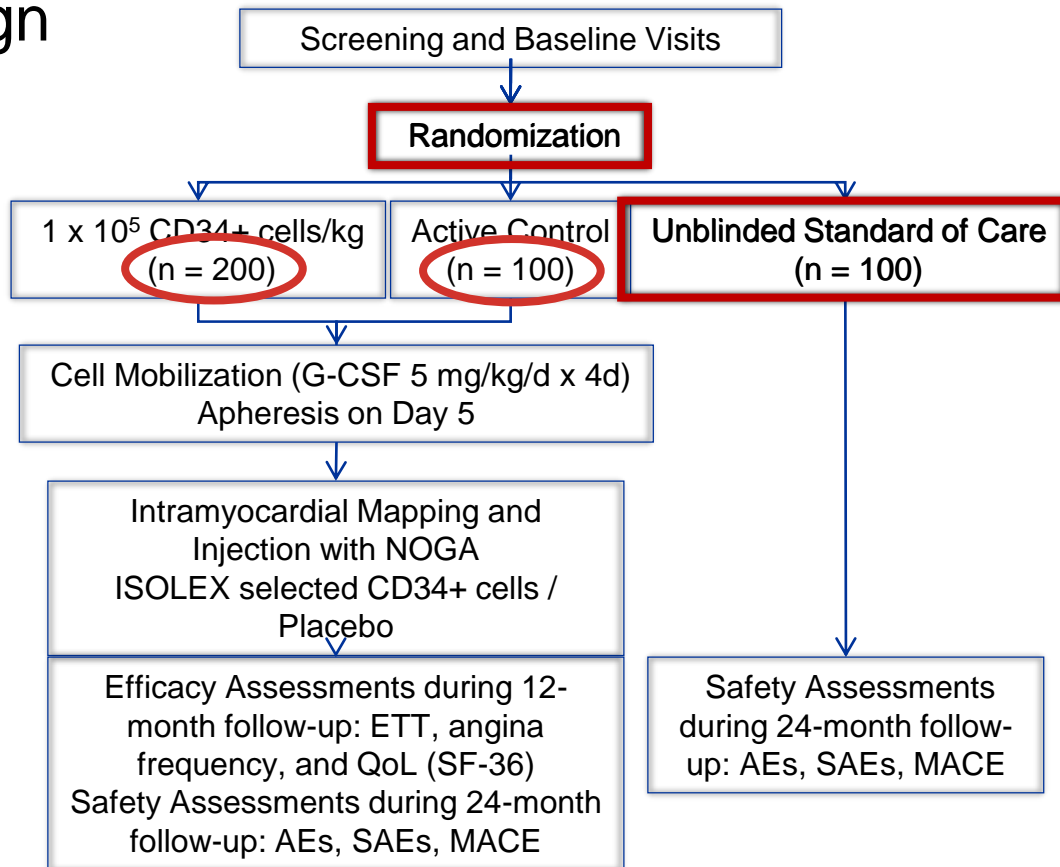 gn
Screening and Baseline Visits
Randomization
1 x 10⁵ CD34+ cells/kg
(n = 200)
Active Control
(n = 100)
Unblinded Standard of Care
(n = 100)
Cell Mobilization (G-CSF 5 mg/kg/d x 4d)
Apheresis on Day 5
Intramyocardial Mapping and
Injection with NOGA
ISOLEX selected CD34+ cells /
Placebo
Efficacy Assessments during 12-
month follow-up: ETT, angina
frequency, and QoL (SF-36)
Safety Assessments during 24-month
follow-up: AEs, SAEs, MACE
Safety Assessments
during 24-month follow-
up: AEs, SAEs, MACE